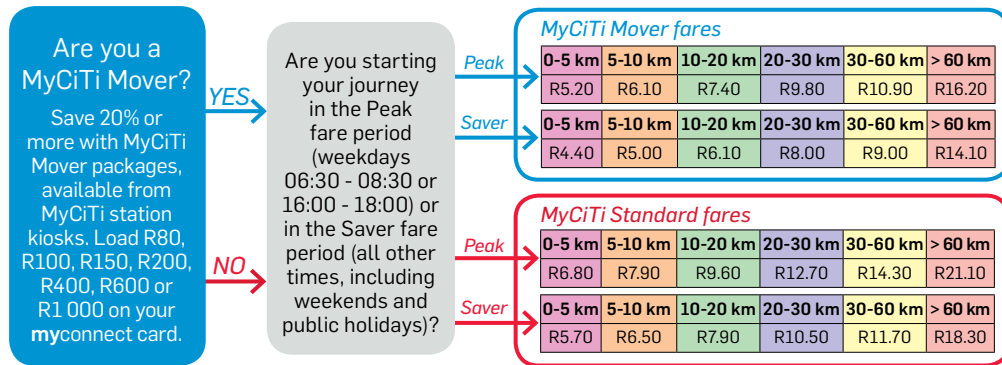 Are you a
MyCiTi Mover?
Save 20% or
more with MyCiTi
Mover packages,
available from
MyCiTi station
kiosks. Load R80,
R100, R150, R200,
R400, R600 or
R1 000 on your
myconnect card.
YES
NO
Are you starting
your journey
in the Peak
fare period
(weekdays
06:30 - 08:30 or
16:00 - 18:00) or
in the Saver fare
period (all other
times, including
weekends and
public holidays)?
Peak
Saver
MyCiTi Mover fares
0-5 km 5-10 km 10-20 km 20-30 km 30-60 km > 60 km
R5.20 R6.10 R7.40 R9.80 R10.90 R16.20
0-5 km 5-10 km 10-20 km 20-30 km 30-60 km > 60 km
R4.40 R5.00 R6.10 R8.00 R9.00 R14.10
Peak
Saver
MyCiTi Standard fares
0-5 km 5-10 km 10-20 km 20-30 km 30-60 km > 60 km
R6.80 R7.90 R9.60 R12.70 R14.30 R21.10
0-5 km 5-10 km 10-20 km 20-30 km 30-60 km > 60 km
R5.70 R6.50 R7.90 R10.50 R11.70 R18.30